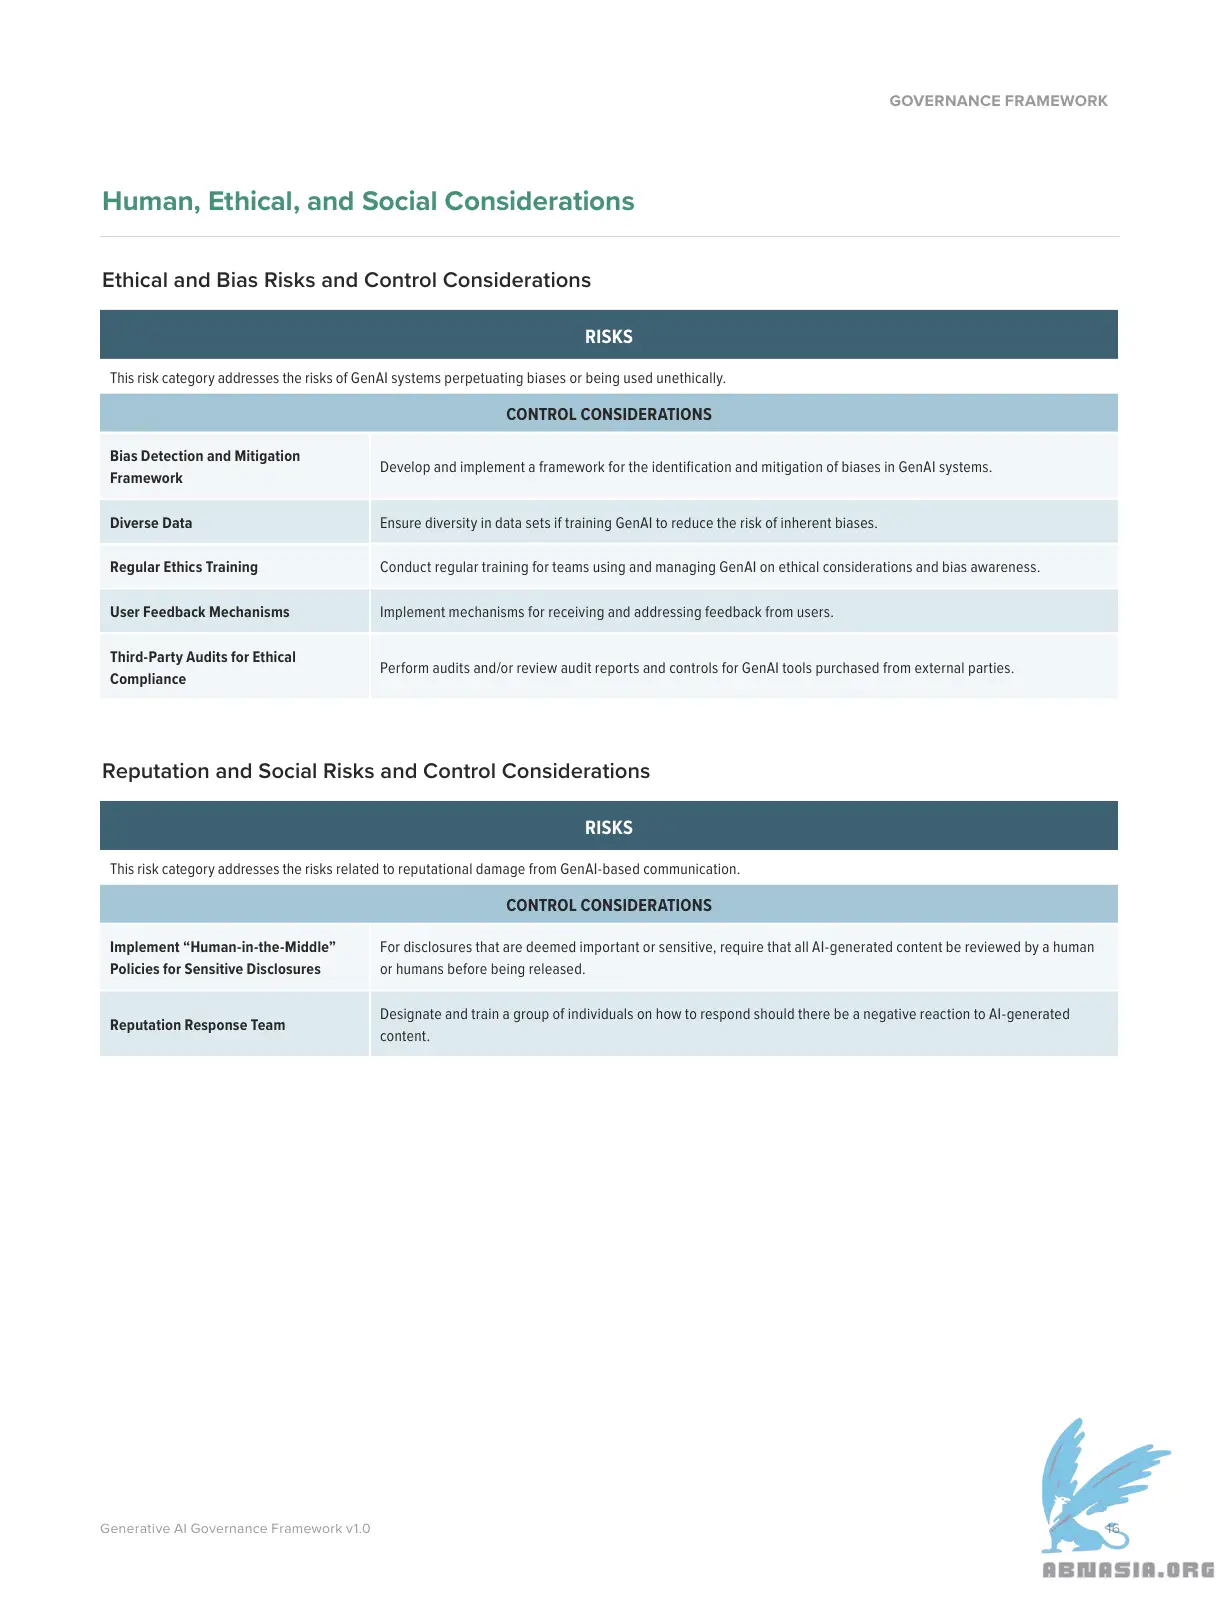 GOVERNANCE FRAMEWORK
Human, Ethical, and Social Considerations
Ethical and Bias Risks and Control Considerations
RISKS
This risk category addresses the risks of GenAI systems perpetuating biases or being used unethically.
CONTROL CONSIDERATIONS
Bias Detection and Mitigation
Framework
Develop and implement a framework for the identification and mitigation of biases in GenAI systems.
Diverse Data
Ensure diversity in data sets if training GenAI to reduce the risk of inherent biases.
Regular Ethics Training
Conduct regular training for teams using and managing GenAI on ethical considerations and bias awareness.
User Feedback Mechanisms
Implement mechanisms for receiving and addressing feedback from users.
Third-Party Audits for Ethical
Compliance
Perform audits and/or review audit reports and controls for GenAI tools purchased from external parties.
Reputation and Social Risks and Control Considerations
RISKS
This risk category addresses the risks related to reputational damage from GenAI-based communication.
CONTROL CONSIDERATIONS
Implement “Human-in-the-Middle”
Policies for Sensitive Disclosures
For disclosures that are deemed important or sensitive, require that all AI-generated content be reviewed by a human
or humans before being released.
Reputation Response Team
Designate and train a group of individuals on how to respond should there be a negative reaction to AI-generated
content.
Generative AI Governance Framework v1.0
16
ABNASIA.ORG